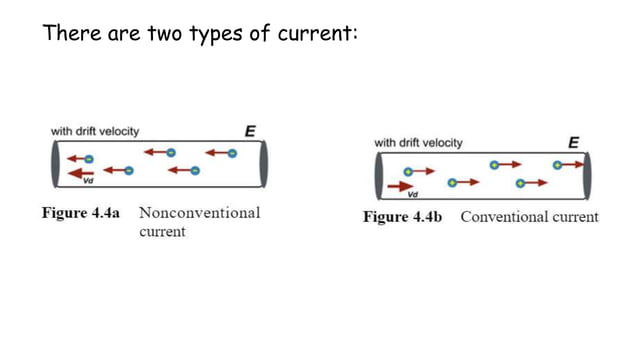 There are two types of current:
with drift velocity E
Vd
Figure 4.4a Nonconventional
current
with drift velocity E
Vd
Figure 4.4b Conventional current